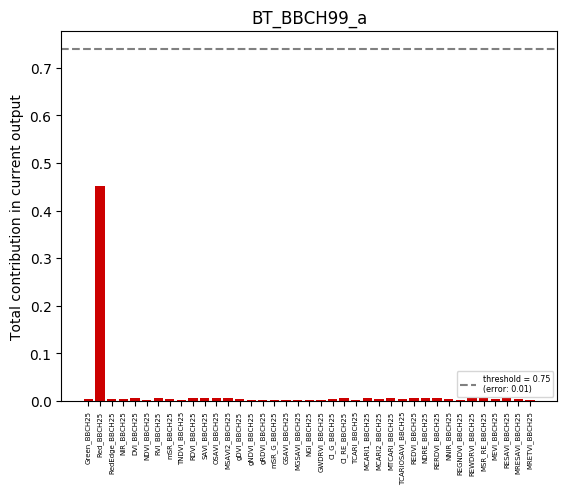 BT_BBCH99_a
Total contribution in current output
0.7
0.6
0.5
0.4
0.3
0.2
0.1
0.0
threshold = 0.75
(error: 0.01)
Green_BBCH25
Red_BBCH25
RedEdge_BBCH25
NIR_BBCH25
DVI_BBCH25
NDVI_BBCH25
RVI_BBCH25
mSR_BBCH25
TNDVI_BBCH25
RDVI_BBCH25
SAVI_BBCH25
OSAVI_BBCH25
MSAVI2_BBCH25
gDVI_BBCH25
gNDVI_BBCH25
gRDVI_BBCH25
mSR_G_BBCH25
GSAVI_BBCH25
MGSAVI_BBCH25
NGI_BBCH25
GWDRVI_BBCH25
CI_G_BBCH25
CI_RE_BBCH25
TCARI_BBCH25
MCARI1_BBCH25
MCARI2_BBCH25
MTCARI_BBCH25
TCARIOSAVI_BBCH25
REDVI_BBCH25
NDRE_BBCH25
RERDVI_BBCH25
NNIR_BBCH25
REGNDVI_BBCH25
REWDRVI_BBCH25
MSR_RE_BBCH25
MEVI_BBCH25
RESAVI_BBCH25
MRESAVI_BBCH25
MRETVI_BBCH25